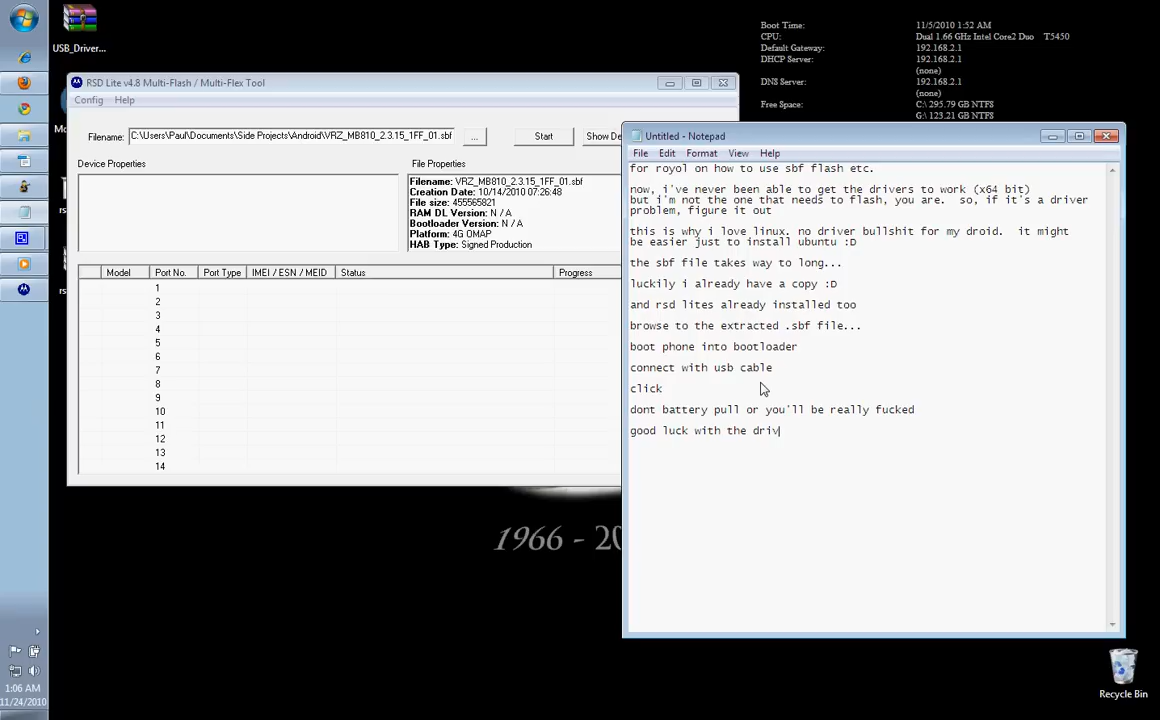 USB_Driver...
Boot Time: 11/5/2010 1:52 AM
CPU: Dual 1.66 GHz Intel Core2 Duo T5450
Default Gateway: 192.168.2.1
DHCP Server: 192.168.2.1
(none)
DNS Server: 192.168.2.1
(none)
Free Space: C:\ 295.79 GB NTFS
G:\ 123.21 GB NTFS
RSD Lite v4.8 Multi-Flash / Multi-Flex Tool
Config Help
Filename: C:\Users\Paul\Documents\Side Projects\Android\VRZ_MB810_2.3.15_1FF_01.sbf ... Start Show De
Device Properties
File Properties
Filename: VRZ_MB810_2.3.15_1FF_01.sbf
Creation Date: 10/14/2010 07:26:48
File size: 455565821
RAM DL Version: N / A
Bootloader Version: N / A
Platform: 4G OMAP
HAB Type: Signed Production
Model Port No. Port Type IMEI / ESN / MEID Status Progress
1
2
3
4
5
6
7
8
9
10
11
12
13
14
Untitled - Notepad
File Edit Format View Help
for royol on how to use sbf flash etc.
now, i've never been able to get the drivers to work (x64 bit)
but i'm not the one that needs to flash, you are. so, if it's a driver
problem, figure it out
this is why i love linux. no driver bullshit for my droid. it might
be easier just to install ubuntu :D
the sbf file takes way to long...
luckily i already have a copy :D
and rsd lites already installed too
browse to the extracted .sbf file...
boot phone into bootloader
connect with usb cable
click
dont battery pull or you'll be really fucked
good luck with the driv
1966 - 20
1:06 AM
11/24/2010
Recycle Bin